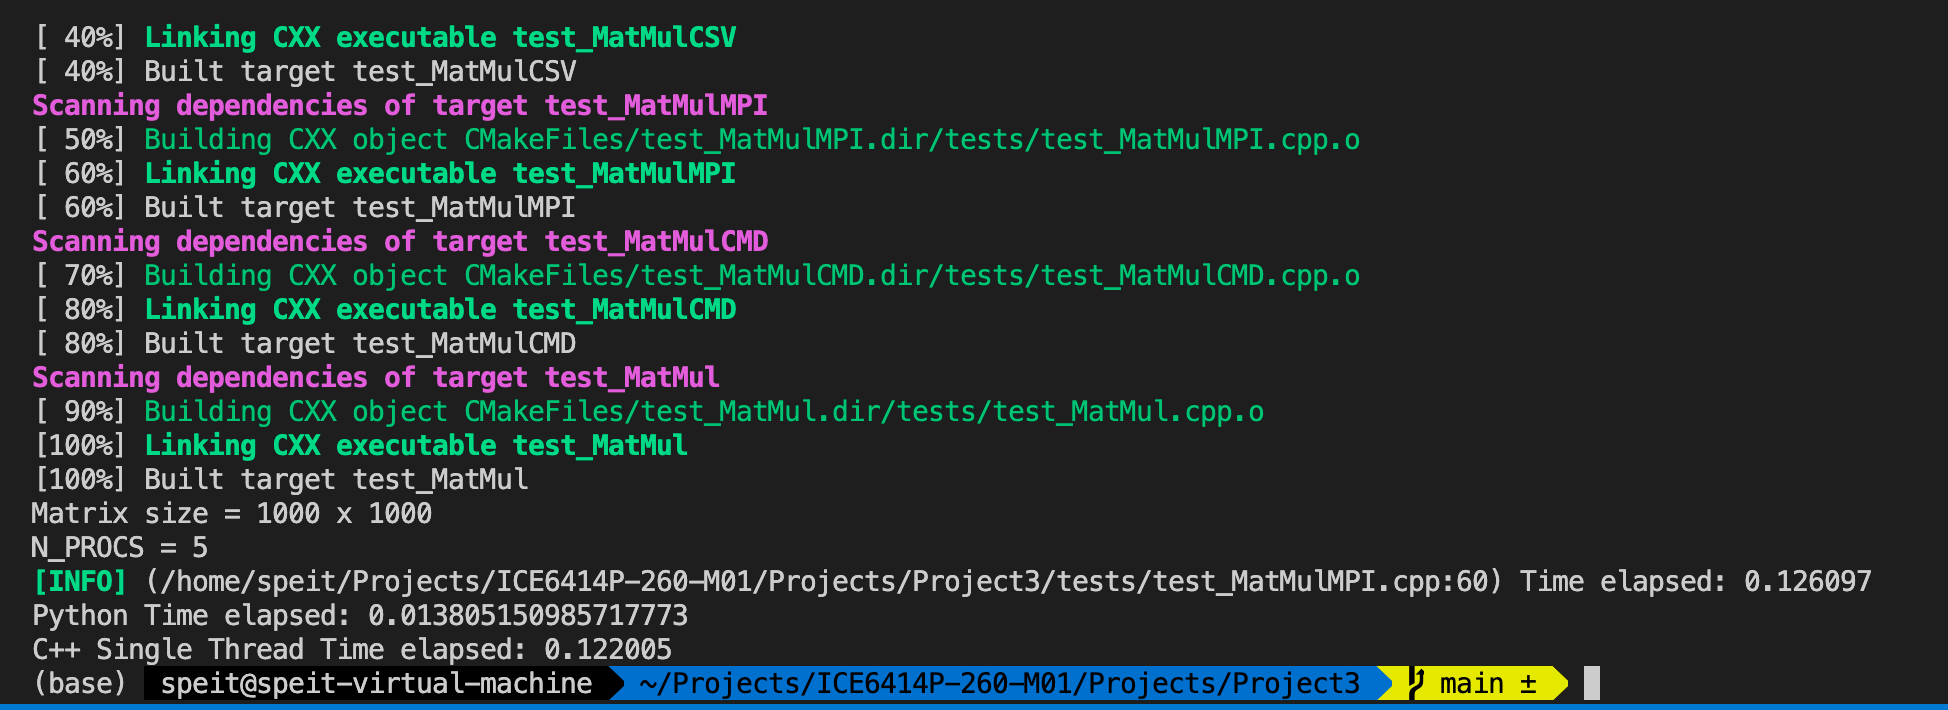 [ 40%] Linking CXX executable test_MatMulCSV
[ 40%] Built target test_MatMulCSV
Scanning dependencies of target test_MatMulMPI
[ 50%] Building CXX object CMakeFiles/test_MatMulMPI.dir/tests/test_MatMulMPI.cpp.o
[ 60%] Linking CXX executable test_MatMulMPI
[ 60%] Built target test_MatMulMPI
Scanning dependencies of target test_MatMulCMD
[ 70%] Building CXX object CMakeFiles/test_MatMulCMD.dir/tests/test_MatMulCMD.cpp.o
[ 80%] Linking CXX executable test_MatMulCMD
[ 80%] Built target test_MatMulCMD
Scanning dependencies of target test_MatMul
[ 90%] Building CXX object CMakeFiles/test_MatMul.dir/tests/test_MatMul.cpp.o
[100%] Linking CXX executable test_MatMul
[100%] Built target test_MatMul
Matrix size = 1000 x 1000
N_PROCS = 5
[INFO] (/home/speit/Projects/ICE6414P-260-M01/Projects/Project3/tests/test_MatMulMPI.cpp:60) Time elapsed: 0.126097
Python Time elapsed: 0.013805150985717773
C++ Single Thread Time elapsed: 0.122005
(base) speit@speit-virtual-machine ~/Projects/ICE6414P-260-M01/Projects/Project3 main ±